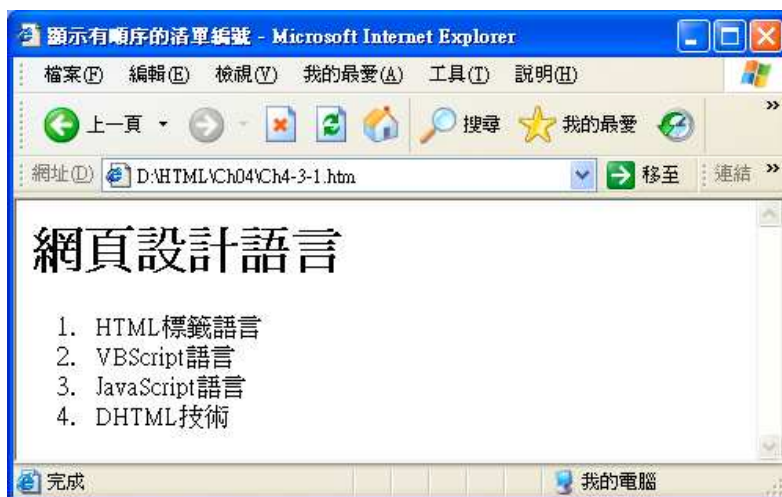 顯示有順序的清單編號 - Microsoft Internet Explorer
檔案(F) 編輯(E) 檢視(V) 我的最愛(A) 工具(T) 說明(H)
上一頁 搜尋 我的最愛 »
網址(D) D:\HTML\Ch04\Ch4-3-1.htm 移至 連結 »
網頁設計語言
1. HTML標籤語言
2. VBScript語言
3. JavaScript語言
4. DHTML技術
完成 我的電腦